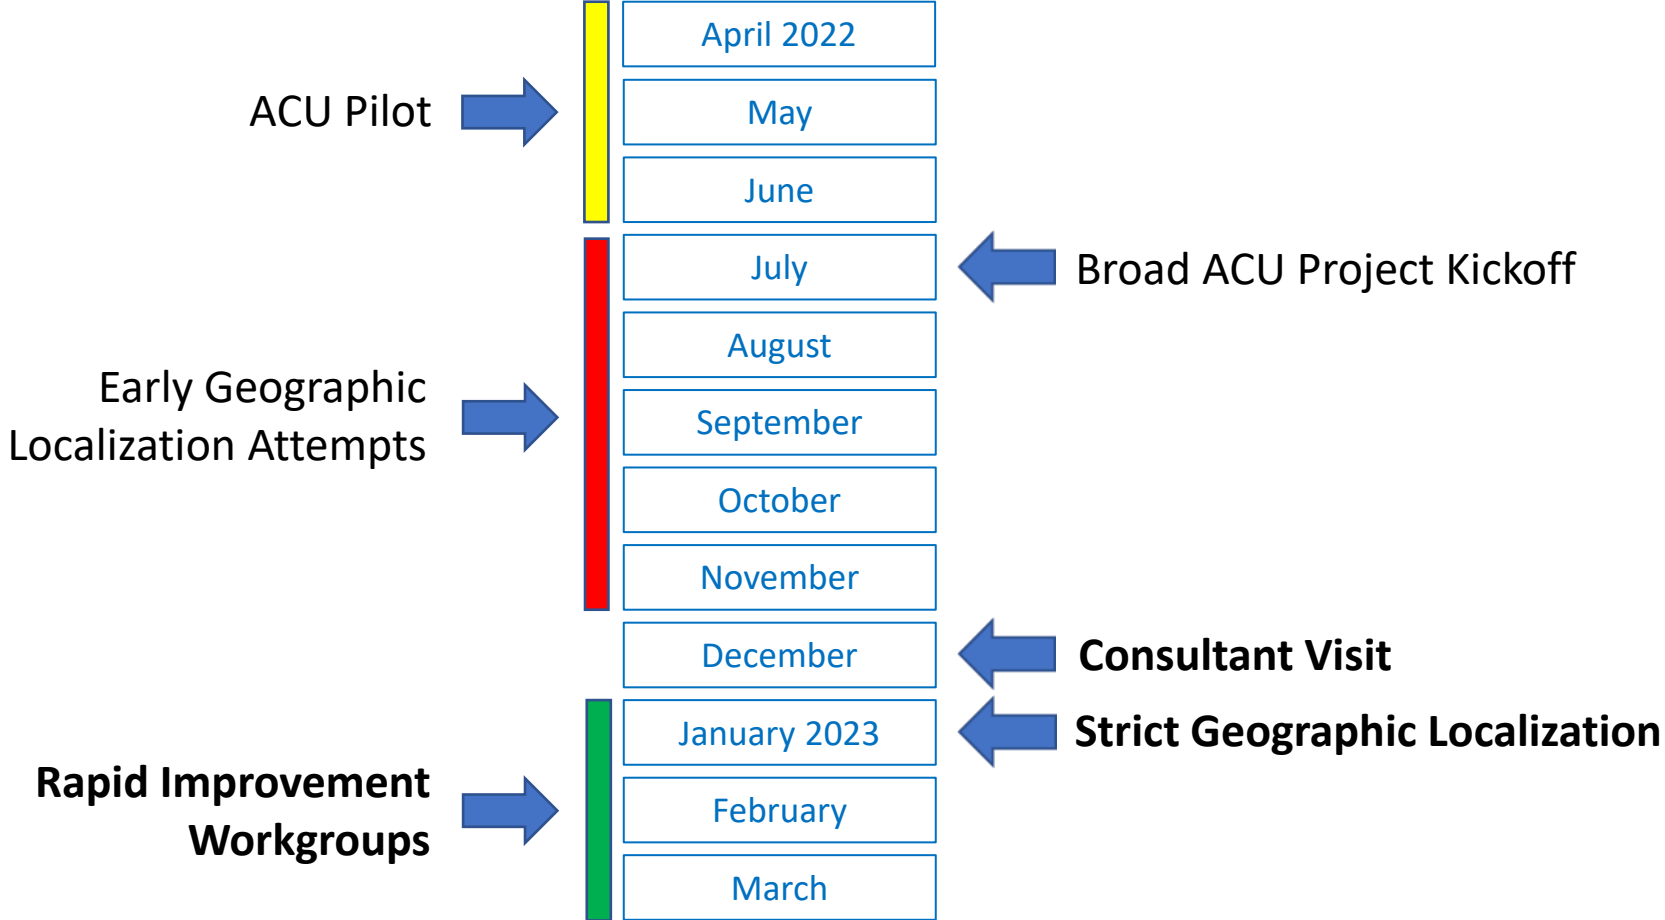 April 2022
ACU Pilot
May
June
July
Broad ACU Project Kickoff
August
Early Geographic
Localization Attempts
September
October
November
December
Consultant Visit
January 2023
Strict Geographic Localization
Rapid Improvement
Workgroups
February
March